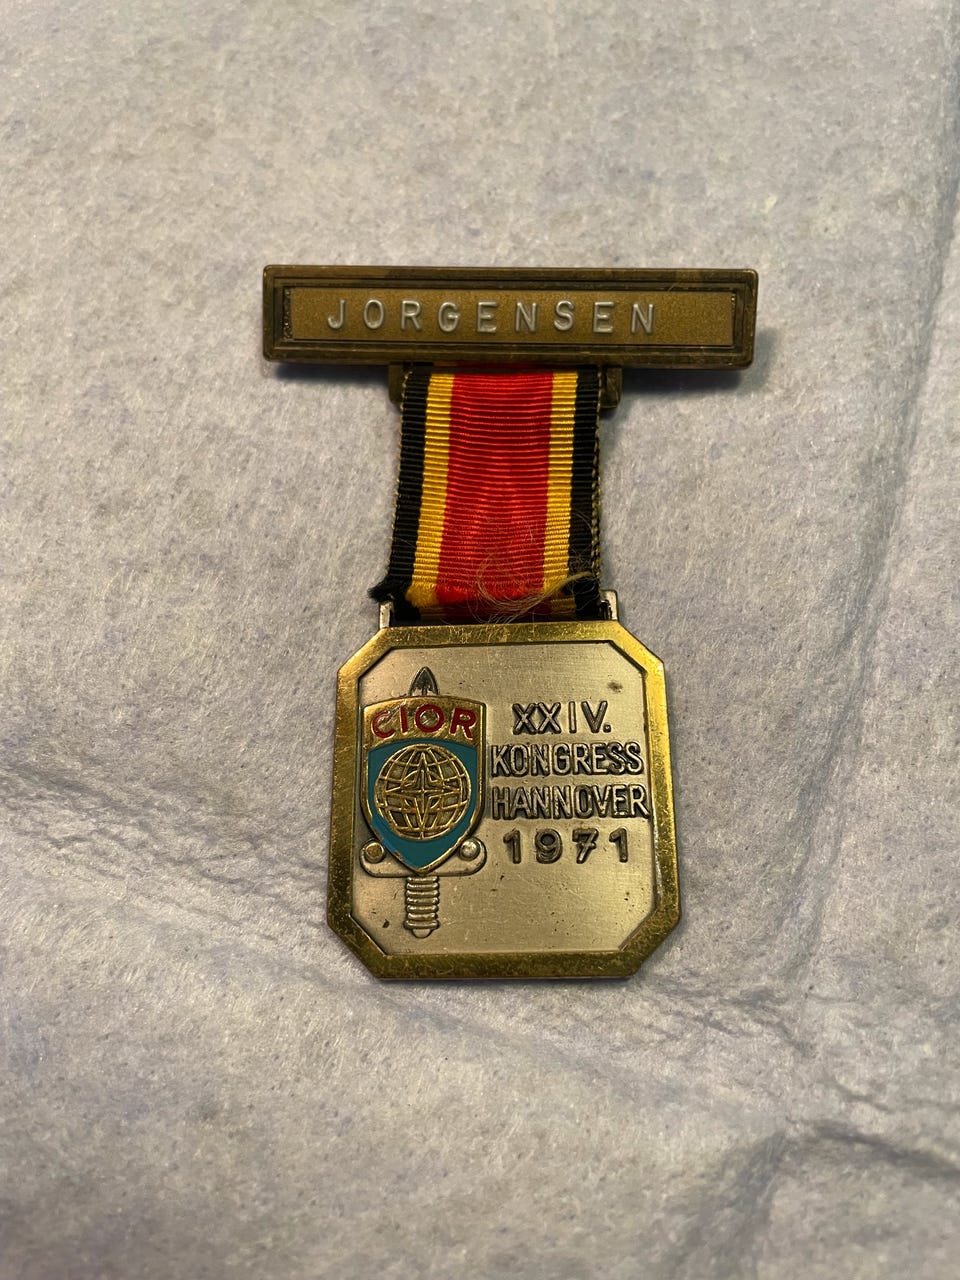 JORGENSEN
CIOR
XXIV.
KONGRESS
HANNOVER
1971